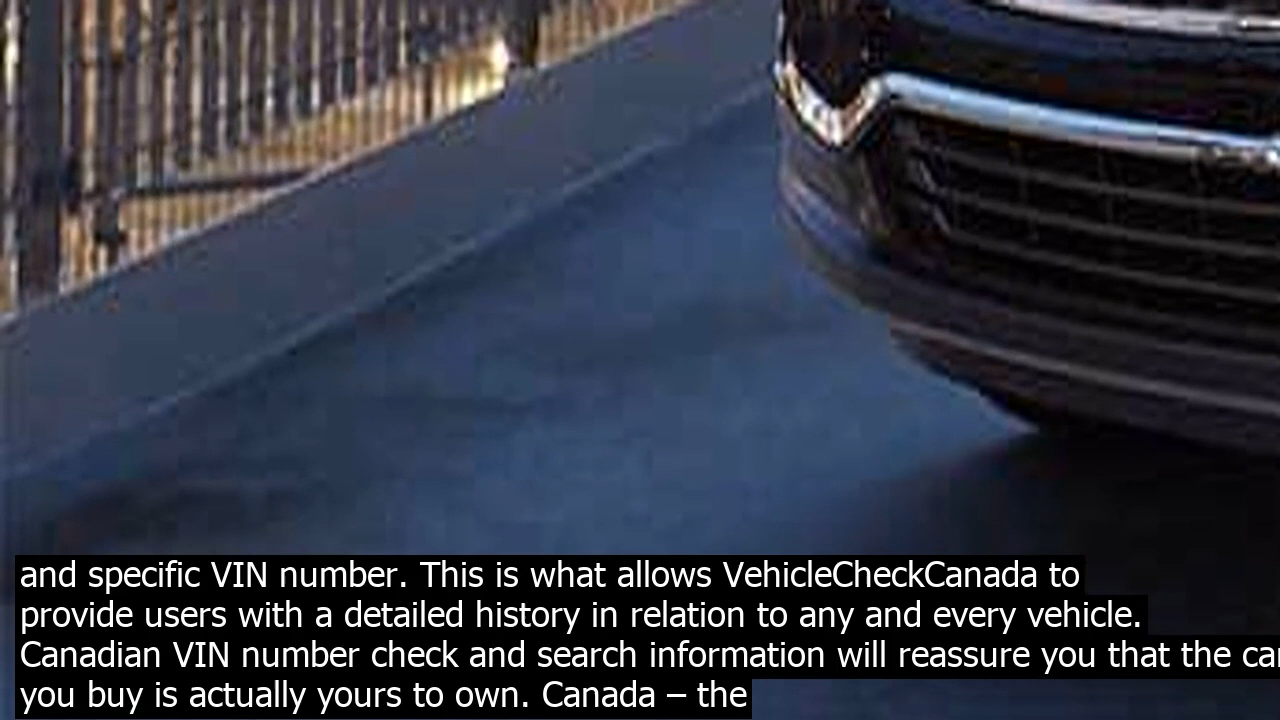 and specific VIN number. This is what allows VehicleCheckCanada to
provide users with a detailed history in relation to any and every vehicle.
Canadian VIN number check and search information will reassure you that the car
you buy is actually yours to own. Canada – the